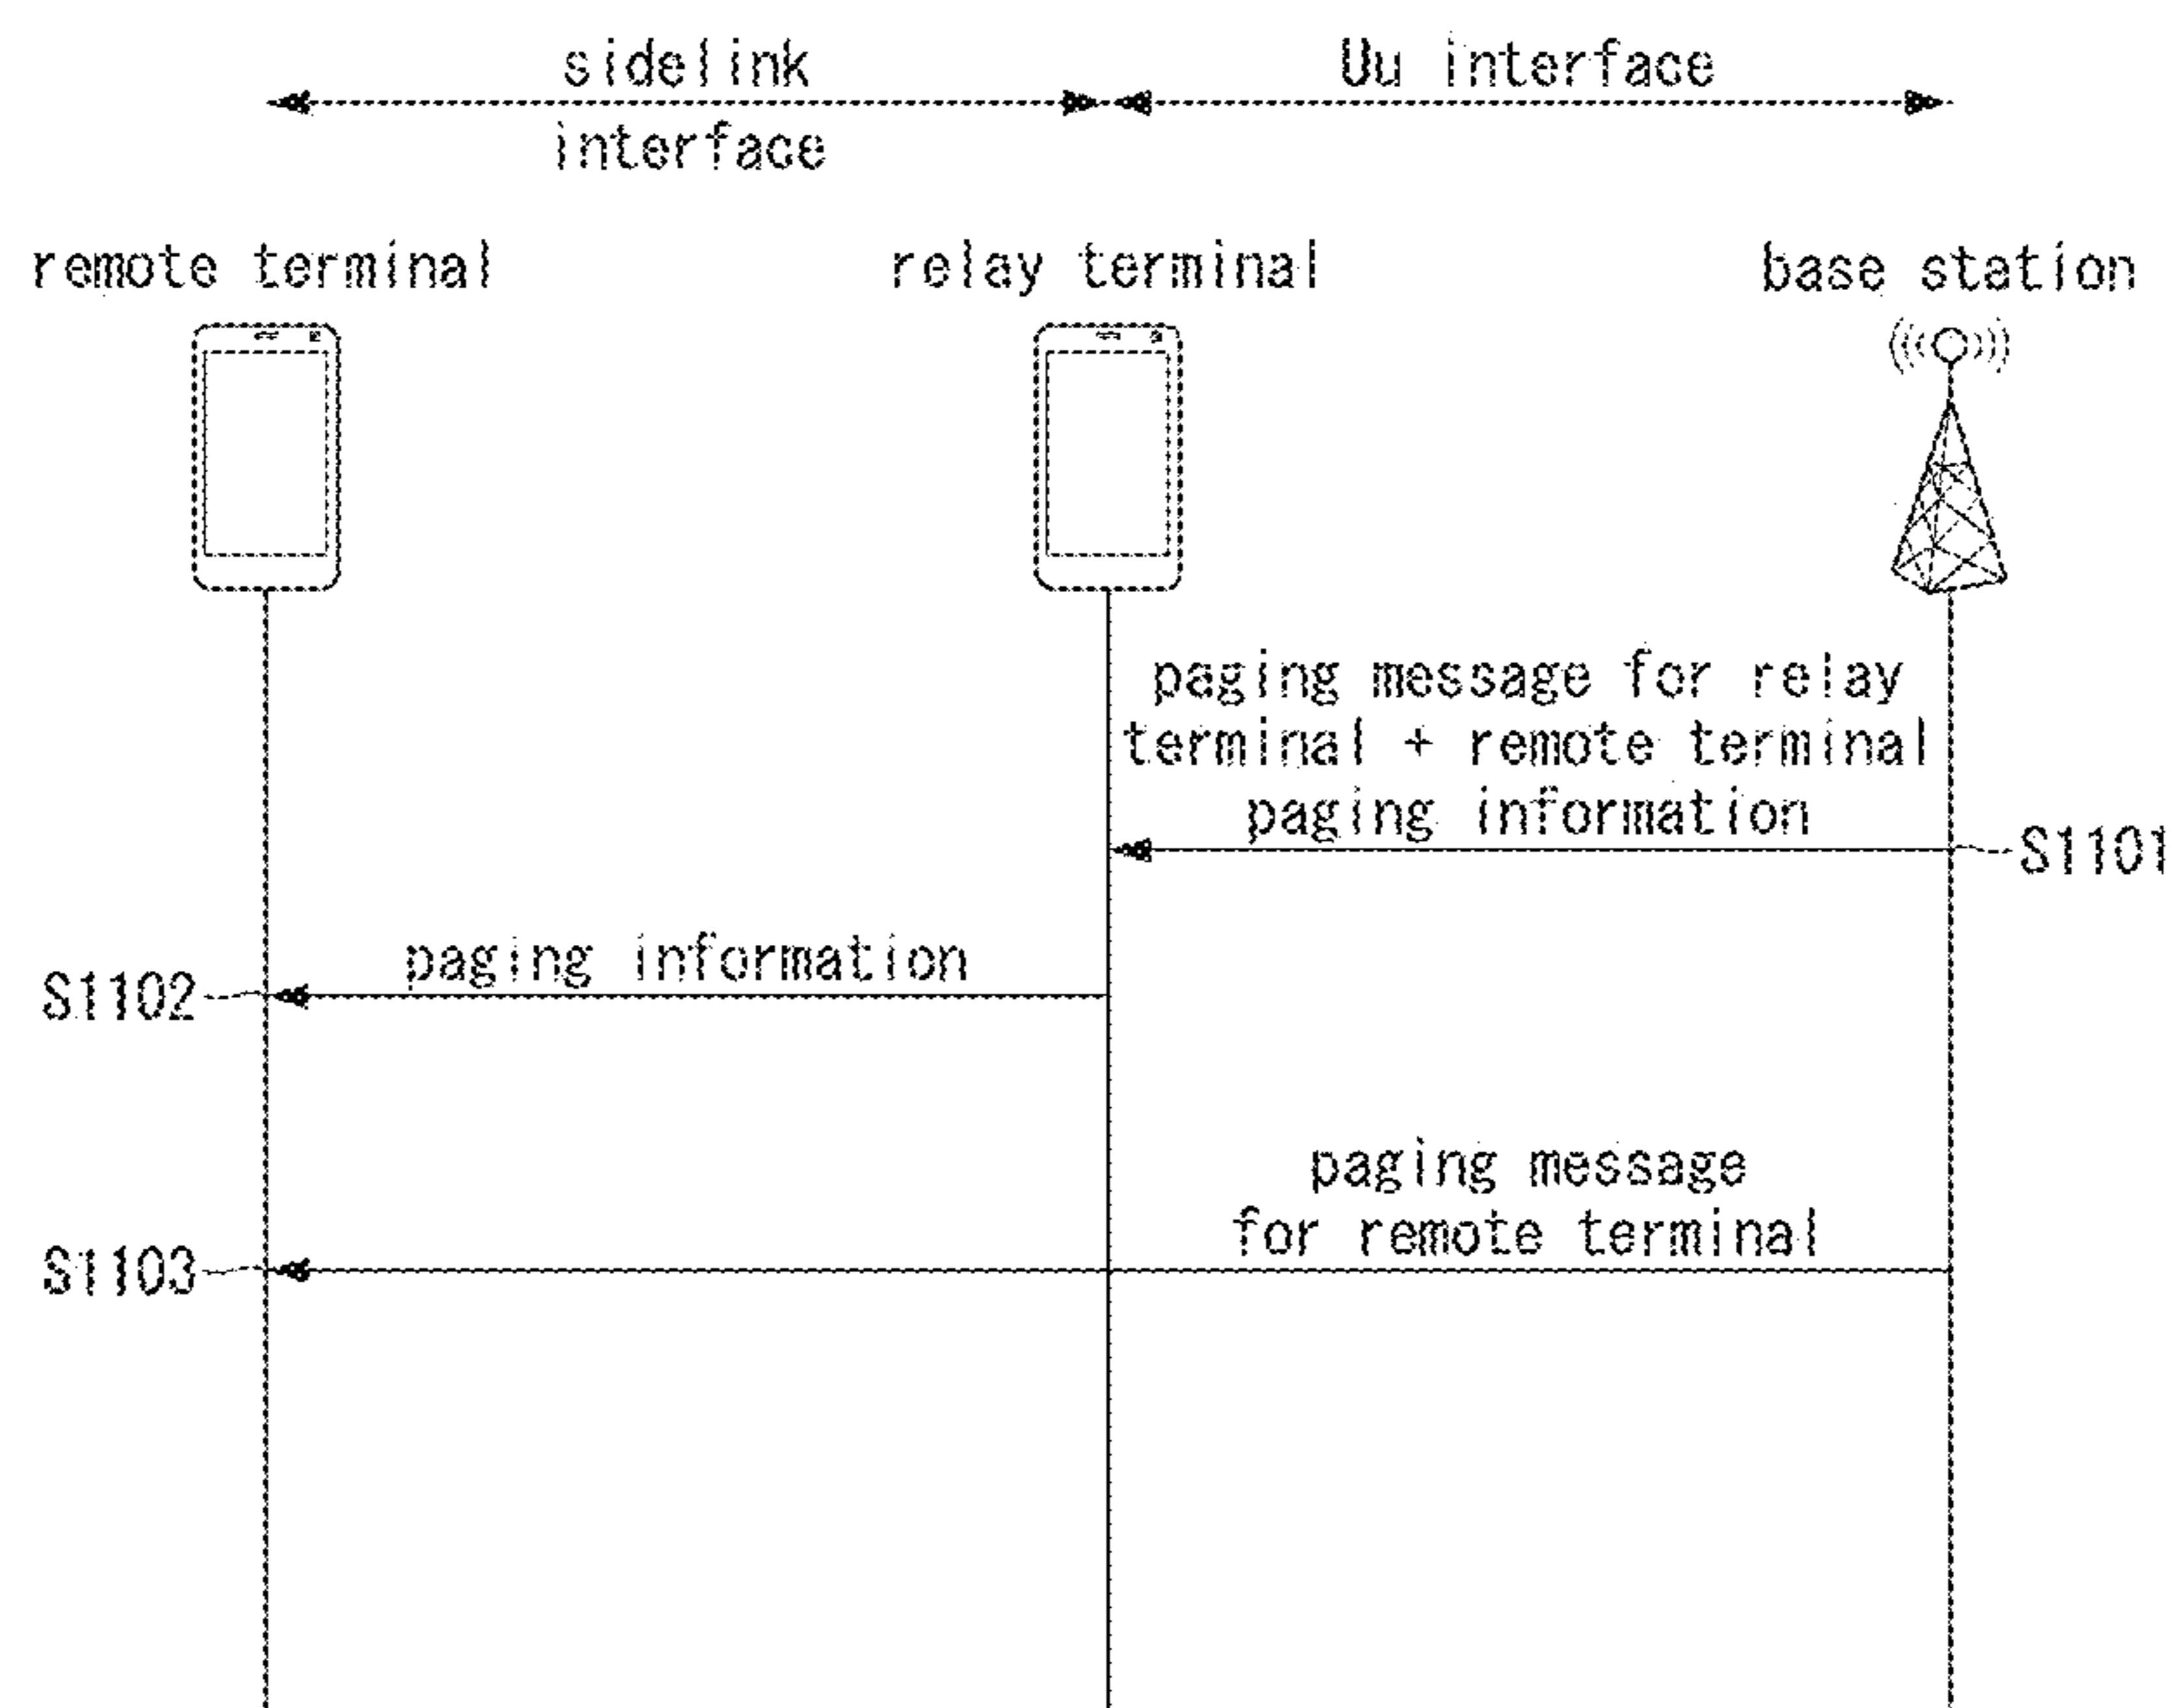 sidelink
interface
Uu interface
remote terminal
relay terminal
base station
paging message for relay
terminal + remote terminal
paging information
S1101
paging information
S1102
paging message
for remote terminal
S1103